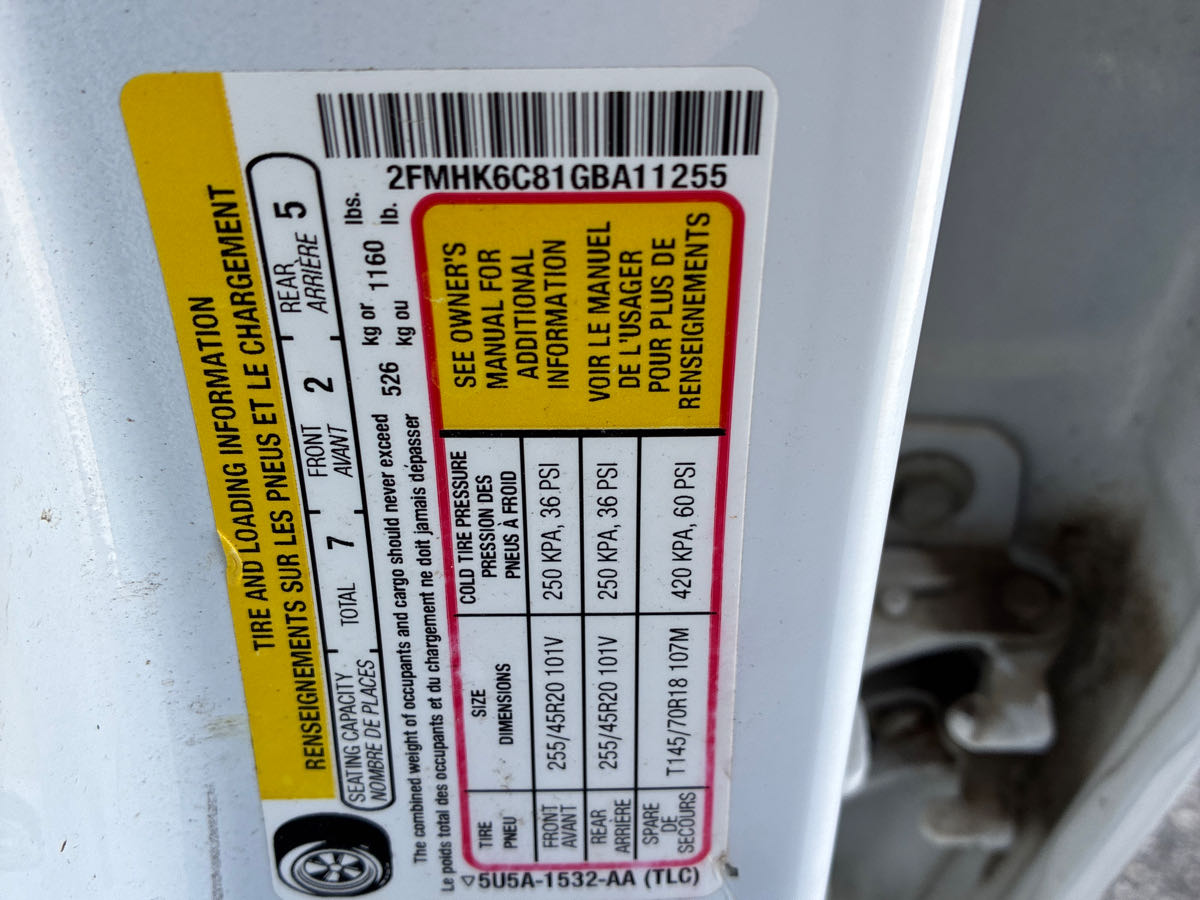 TIRE AND LOADING INFORMATION
RENSEIGNEMENTS SUR LES PNEUS ET LE CHARGEMENT
SEATING CAPACITY TOTAL 7 FRONT 2 REAR 5
NOMBRE DE PLACES AVANT ARRIÈRE
The combined weight of occupants and cargo should never exceed 526 kg or 1160 lbs.
Le poids total des occupants et du chargement ne doit jamais dépasser kg ou lb.
2FMHK6C81GBA11255
TIRE SIZE COLD TIRE PRESSURE
PNEU DIMENSIONS PRESSION DES
PNEUS À FROID
FRONT 255/45R20 101V 250 KPA, 36 PSI
AVANT
REAR 255/45R20 101V 250 KPA, 36 PSI
ARRIÈRE
SPARE T145/70R18 107M 420 KPA, 60 PSI
DE
SECOURS
SEE OWNER'S
MANUAL FOR
ADDITIONAL
INFORMATION
VOIR LE MANUEL
DE L'USAGER
POUR PLUS DE
RENSEIGNEMENTS
5U5A-1532-AA (TLC)